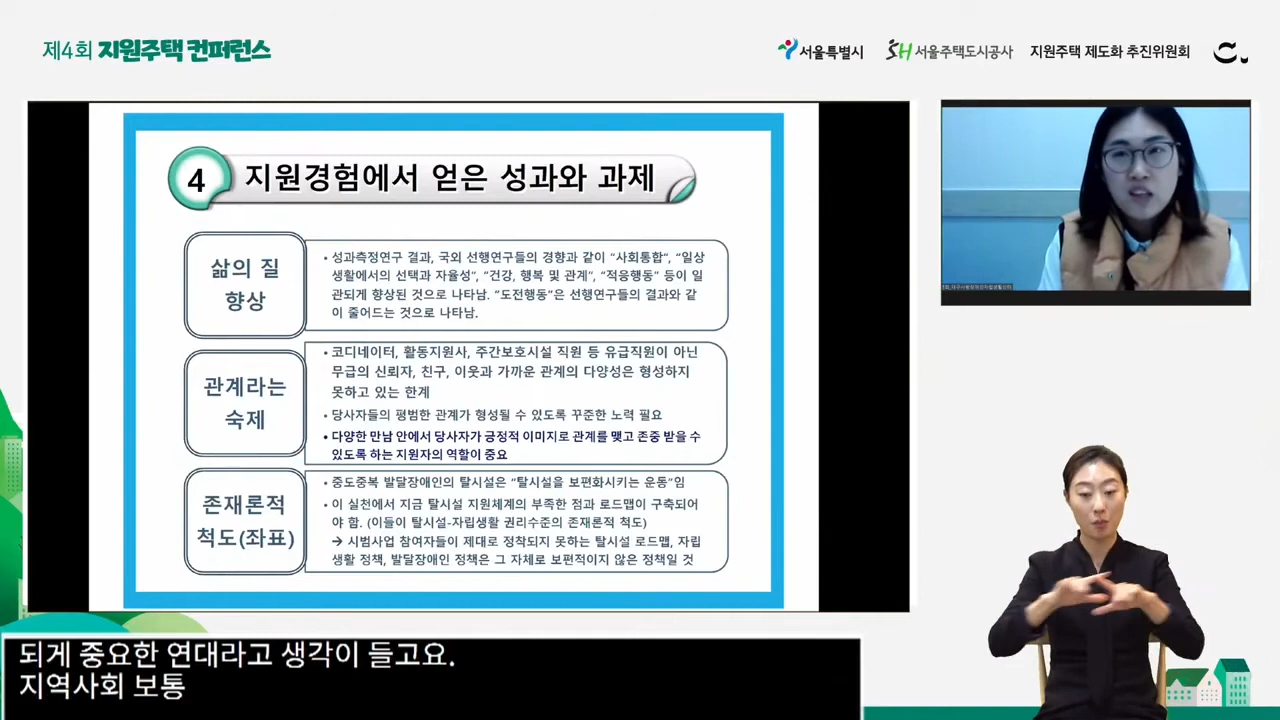 제4회 지원주택 컨퍼런스
서울특별시
SH 서울주택도시공사
지원주택 제도화 추진위원회
4
지원경험에서 얻은 성과와 과제
삶의 질
향상
• 성과측정연구 결과, 국외 선행연구들의 경향과 같이 “사회통합“, “일상
생활에서의 선택과 자율성”, “건강, 행복 및 관계“, “적응행동” 등이 일
관되게 향상된 것으로 나타남. “도전행동”은 선행연구들의 결과와 같
이 줄어드는 것으로 나타남.
관계라는
숙제
• 코디네이터, 활동지원사, 주간보호시설 직원 등 유급직원이 아닌
무급의 신뢰자, 친구, 이웃과 가까운 관계의 다양성은 형성하지
못하고 있는 한계
• 당사자들의 평범한 관계가 형성될 수 있도록 꾸준한 노력 필요
• 다양한 만남 안에서 당사자가 긍정적 이미지로 관계를 맺고 존중 받을 수
있도록 하는 지원자의 역할이 중요
존재론적
척도(좌표)
• 중도중복 발달장애인의 탈시설은 “탈시설을 보편화시키는 운동”임
• 이 실천에서 지금 탈시설 지원체계의 부족한 점과 로드맵이 구축되어
야 함. (이들이 탈시설-자립생활 권리수준의 존재론적 척도)
→ 시범사업 참여자들이 제대로 정착되지 못하는 탈시설 로드맵, 자립
생활 정책, 발달장애인 정책은 그 자체로 보편적이지 않은 정책일 것
되게 중요한 연대라고 생각이 들고요.
지역사회 보통